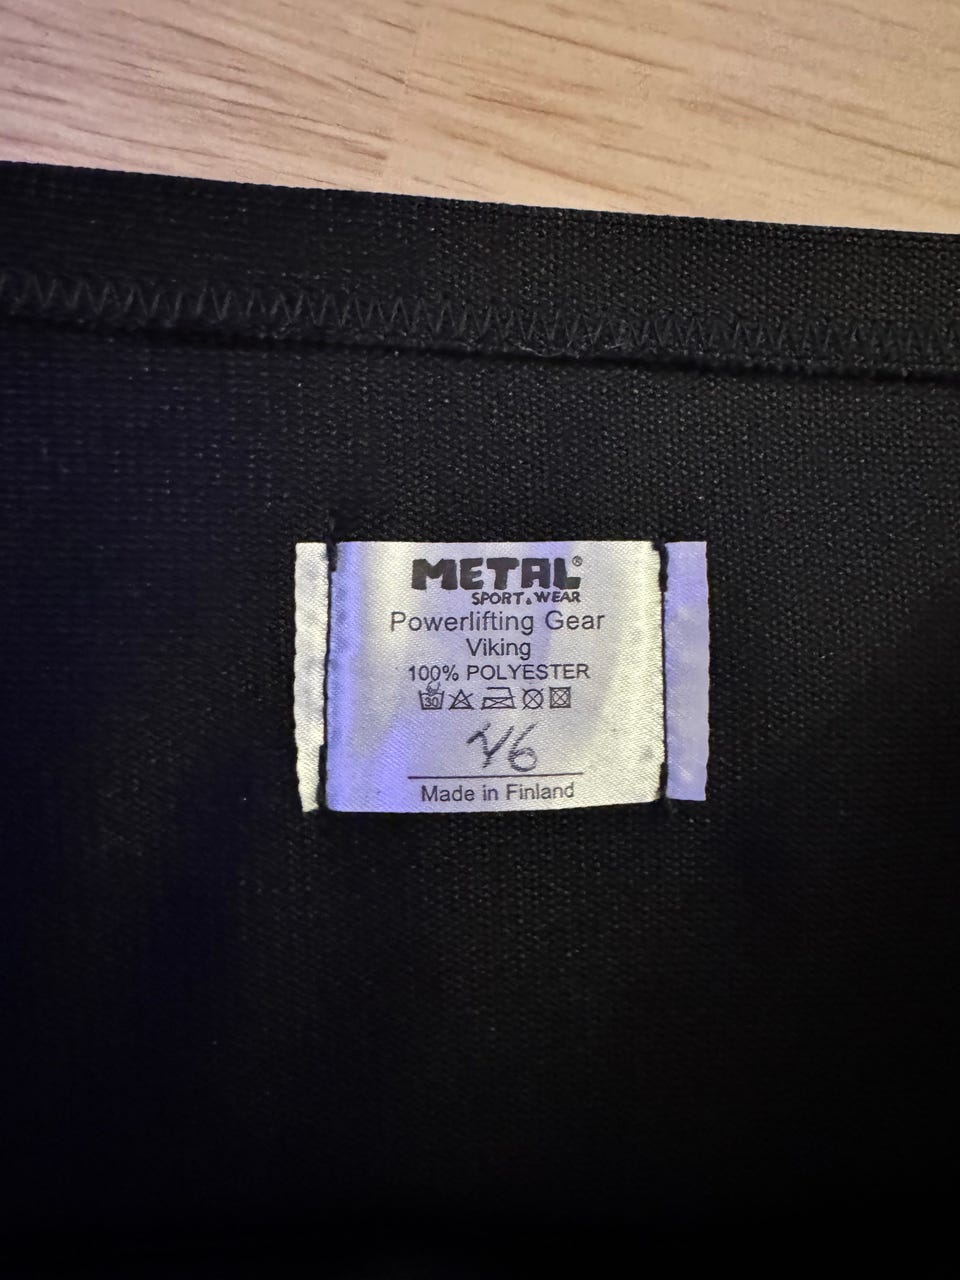 METAL®
SPORT & WEAR
Powerlifting Gear
Viking
100% POLYESTER
30
46
Made in Finland